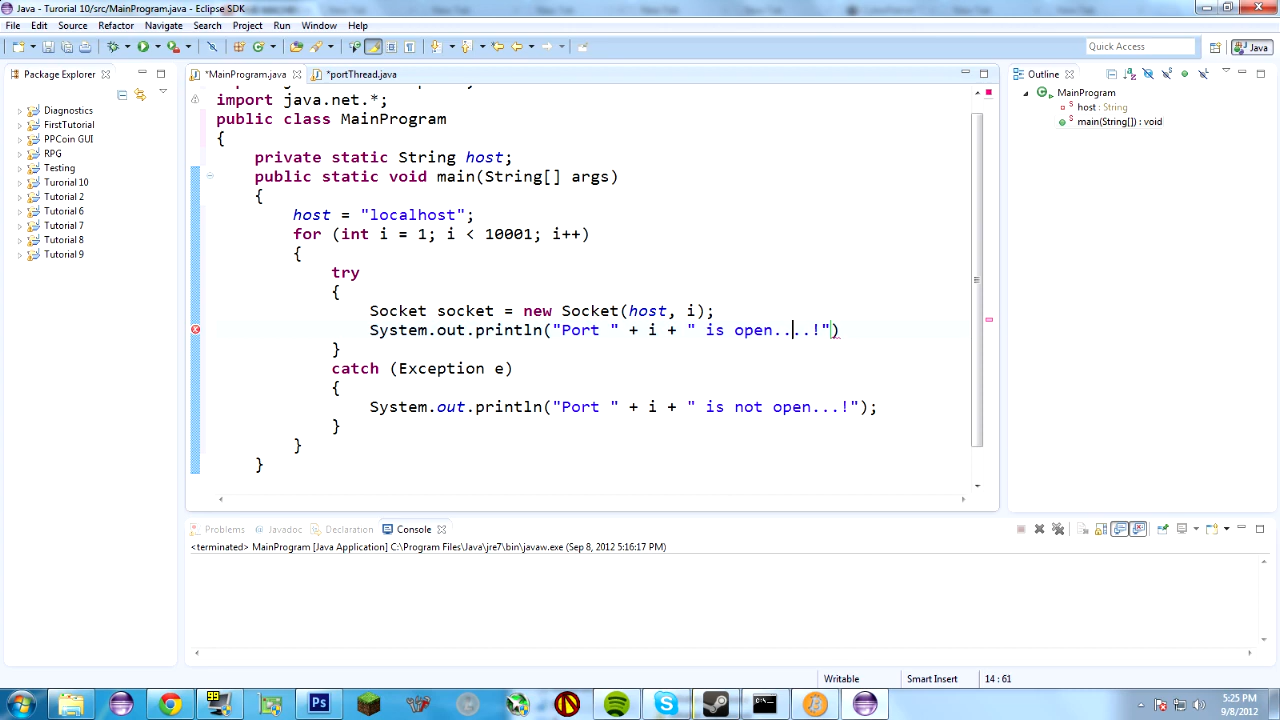 Java - Tutorial 10/src/MainProgram.java - Eclipse SDK
File Edit Source Refactor Navigate Search Project Run Window Help
Quick Access
Java
Package Explorer
*MainProgram.java
*portThread.java
Outline
Diagnostics
FirstTutorial
PPCoin GUI
RPG
Testing
Tutorial 10
Tutorial 2
Tutorial 6
Tutorial 7
Tutorial 8
Tutorial 9
import java.net.*;
public class MainProgram
{
private static String host;
public static void main(String[] args)
{
host = "localhost";
for (int i = 1; i < 10001; i++)
{
try
{
Socket socket = new Socket(host, i);
System.out.println("Port " + i + " is open....!")
}
catch (Exception e)
{
System.out.println("Port " + i + " is not open...!");
}
}
}
MainProgram
host : String
main(String[]) : void
Problems @ Javadoc Declaration Console
<terminated> MainProgram [Java Application] C:\Program Files\Java\jre7\bin\javaw.exe (Sep 8, 2012 5:16:17 PM)
Writable Smart Insert 14 : 61
99
Ps
5:25 PM
9/8/2012